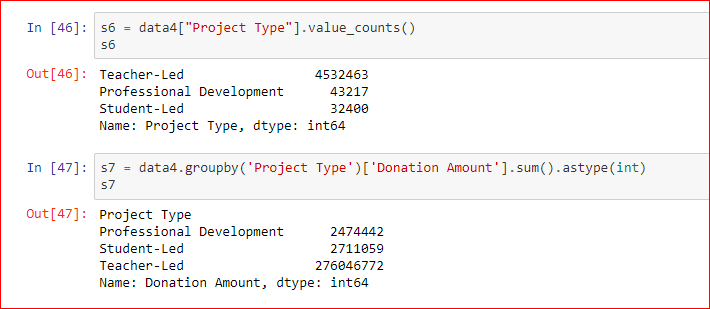 In [46]: s6 = data4["Project Type"].value_counts()
s6
Out[46]: Teacher-Led 4532463
Professional Development 43217
Student-Led 32400
Name: Project Type, dtype: int64
In [47]: s7 = data4.groupby('Project Type')['Donation Amount'].sum().astype(int)
s7
Out[47]: Project Type
Professional Development 2474442
Student-Led 2711059
Teacher-Led 276046772
Name: Donation Amount, dtype: int64